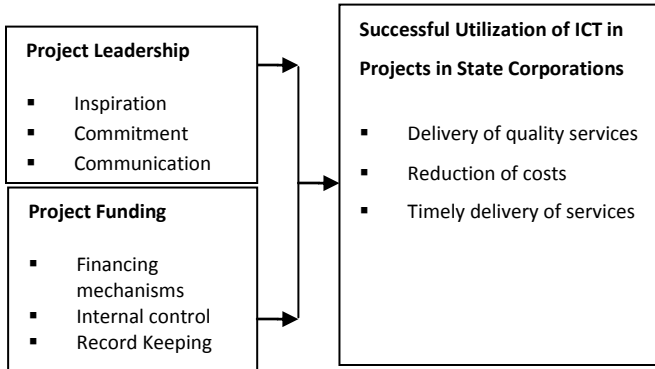 Project Leadership
▪ Inspiration
▪ Commitment
▪ Communication
Project Funding
▪ Financing
mechanisms
▪ Internal control
▪ Record Keeping
Successful Utilization of ICT in
Projects in State Corporations
▪ Delivery of quality services
▪ Reduction of costs
▪ Timely delivery of services